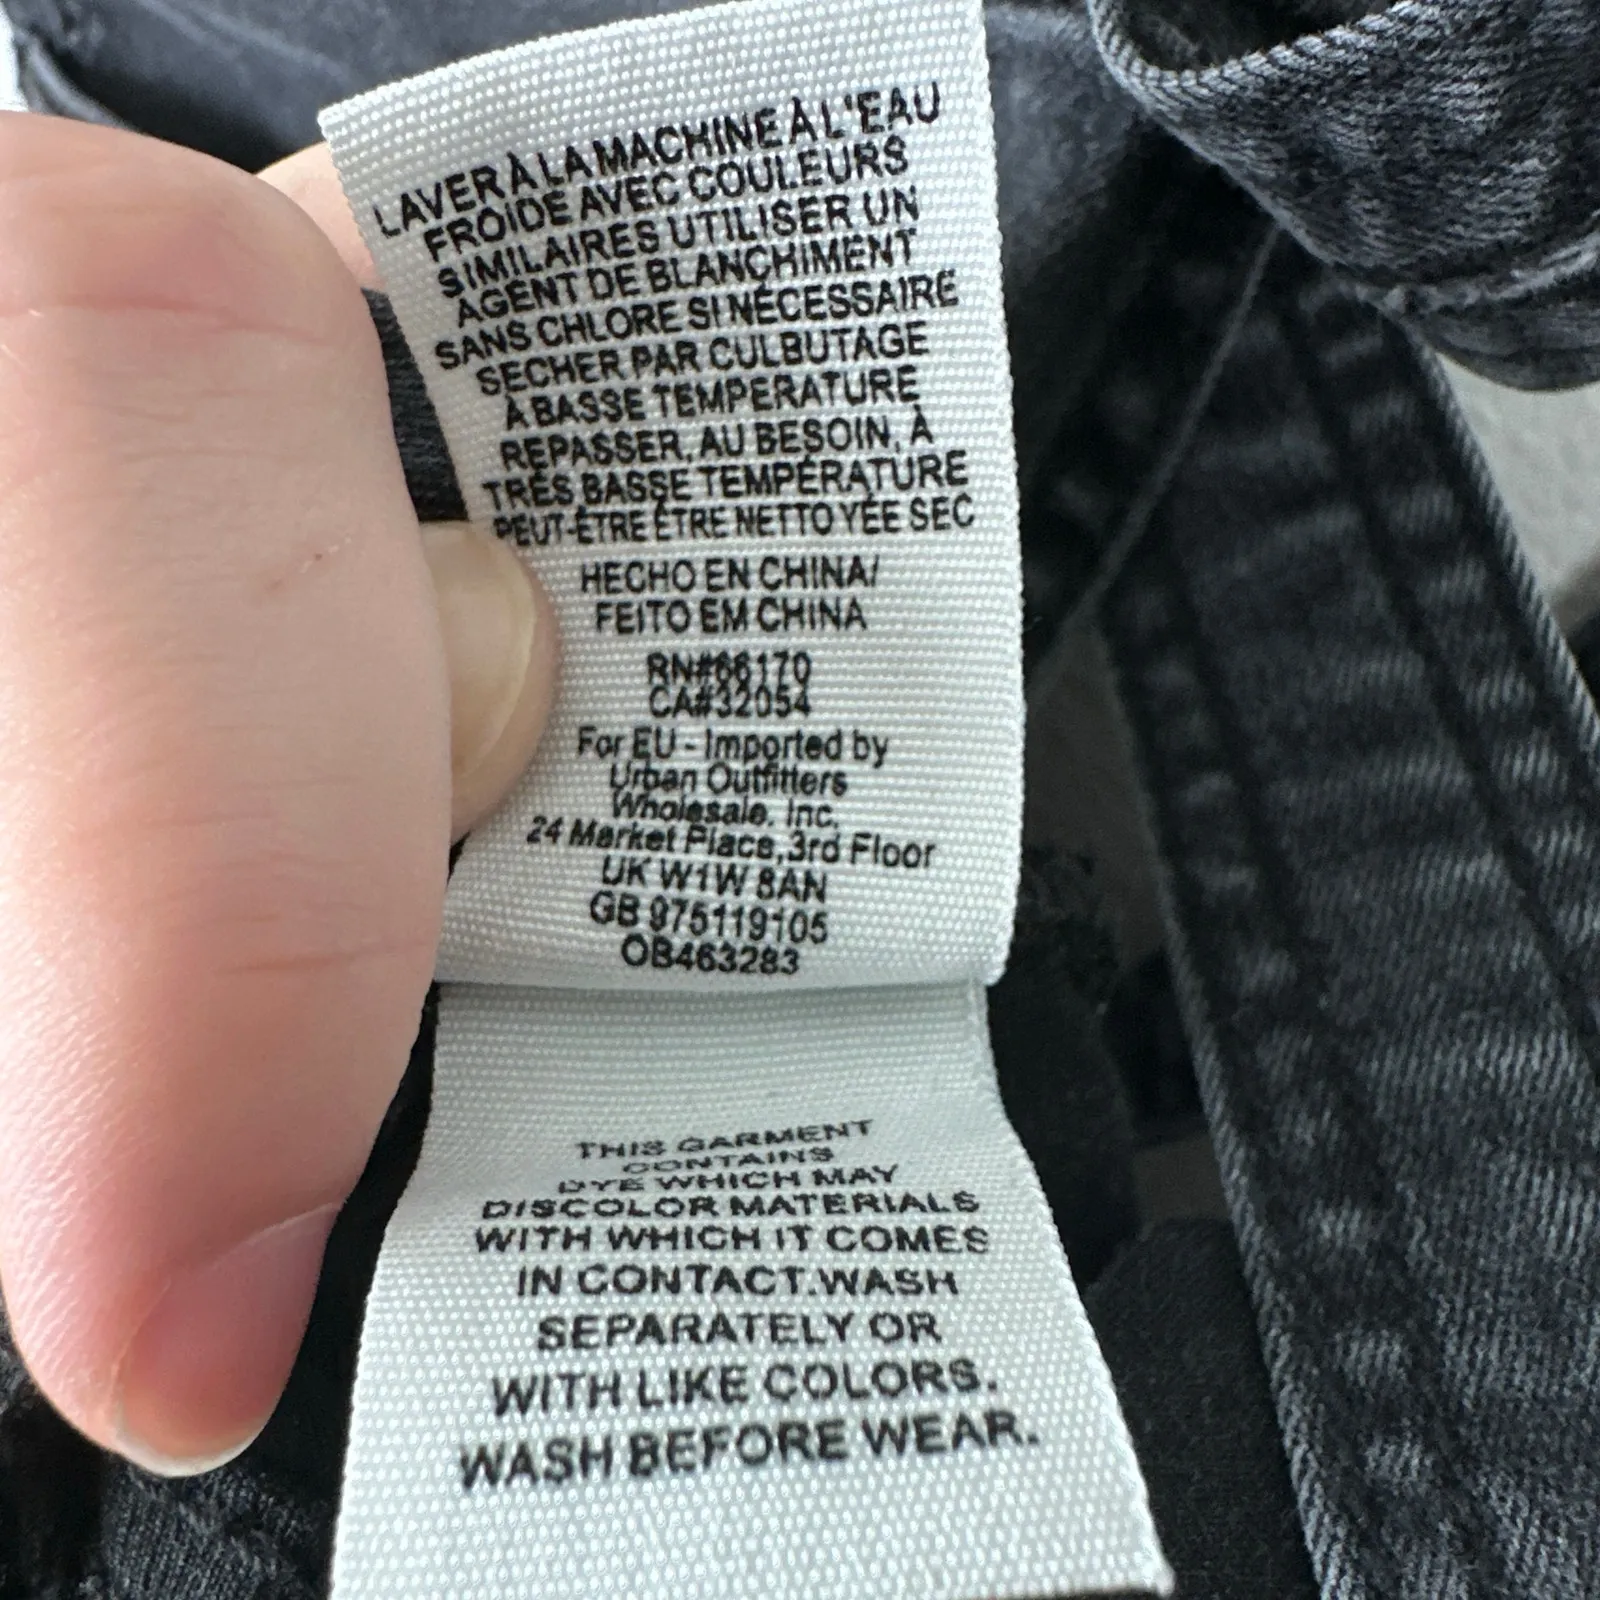 LAVER À LA MACHINE À L'EAU
FROIDE AVEC COULEURS
SIMILAIRES UTILISER UN
AGENT DE BLANCHIMENT
SANS CHLORE SI NÉCESSAIRE
SECHER PAR CULBUTAGE
À BASSE TEMPERATURE
REPASSER, AU BESOIN, À
TRÉS BASSE TEMPÉRATURE
PEUT-ÊTRE ÊTRE NETTOYÉE SEC
HECHO EN CHINA/
FEITO EM CHINA
RN#66170
CA#32054
For EU - Imported by
Urban Outfitters
Wholesale, Inc.
24 Market Place,3rd Floor
UK W1W 8AN
GB 975119105
OB463283
THIS GARMENT
CONTAINS
DYE WHICH MAY
DISCOLOR MATERIALS
WITH WHICH IT COMES
IN CONTACT.WASH
SEPARATELY OR
WITH LIKE COLORS.
WASH BEFORE WEAR.